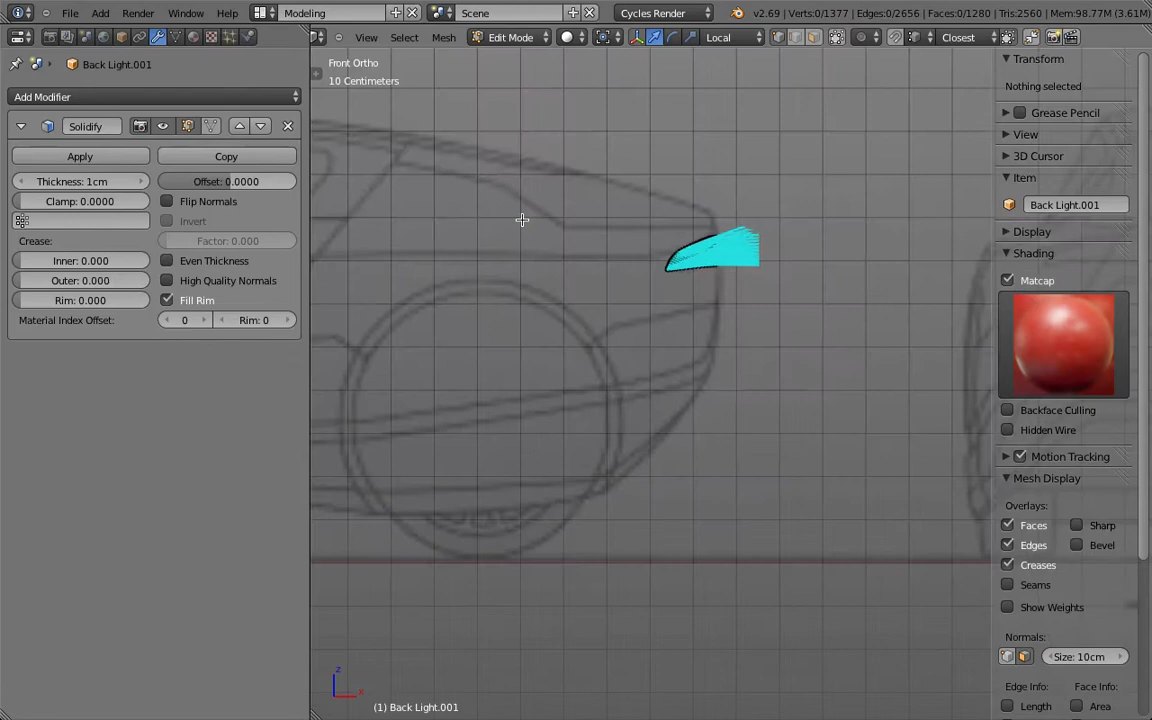 File Add Render Window Help Modeling Scene Cycles Render v2.69 | Verts:0/1377 | Edges:0/2656 | Faces:0/1280 | Tris:2560 | Mem:98.77M (3.61M)
View Select Mesh Edit Mode Local Closest
Back Light.001
Add Modifier
Solidify
Apply Copy
Thickness: 1cm Offset: 0.0000
Clamp: 0.0000 Flip Normals
Invert
Crease: Factor: 0.0000
Inner: 0.000 Even Thickness
Outer: 0.000 High Quality Normals
Rim: 0.000 Fill Rim
Material Index Offset: 0 Rim: 0
Front Ortho
10 Centimeters
z
x
(1) Back Light.001
Transform
Nothing selected
Grease Pencil
View
3D Cursor
Item
Back Light.001
Display
Shading
Matcap
Backface Culling
Hidden Wire
Motion Tracking
Mesh Display
Overlays:
Faces Sharp
Edges Bevel
Creases
Seams
Show Weights
Normals:
Size: 10cm
Edge Info: Face Info:
Length Area